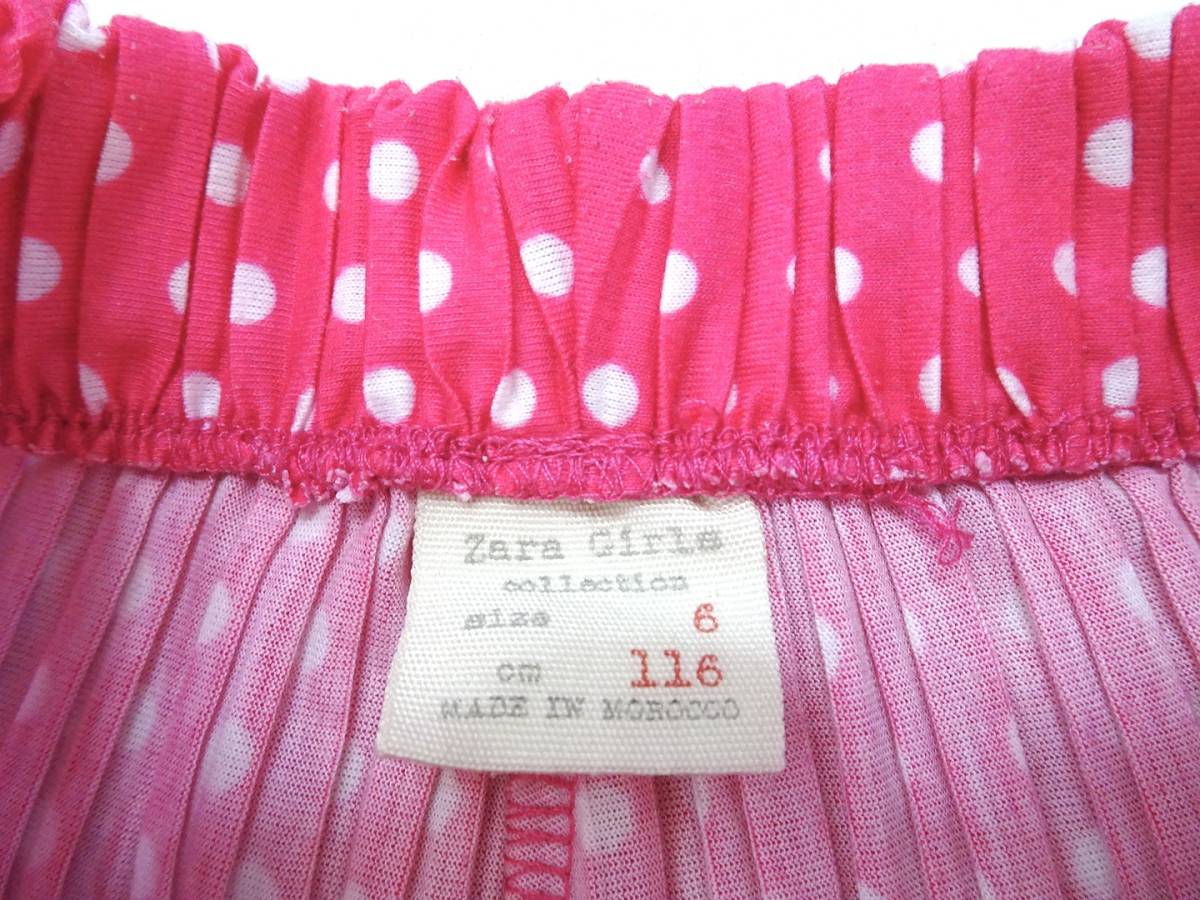 Zara Girls
collection
size 6
cm 116
MADE IN MOROCCO